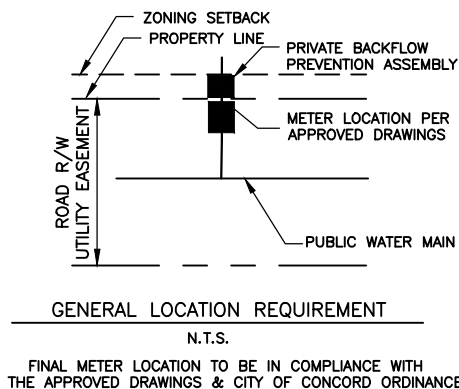 ZONING SETBACK
PROPERTY LINE
PRIVATE BACKFLOW
PREVENTION ASSEMBLY
METER LOCATION PER
APPROVED DRAWINGS
ROAD R/W
UTILITY EASEMENT
PUBLIC WATER MAIN
GENERAL LOCATION REQUIREMENT
N.T.S.
FINAL METER LOCATION TO BE IN COMPLIANCE WITH
THE APPROVED DRAWINGS & CITY OF CONCORD ORDINANCE